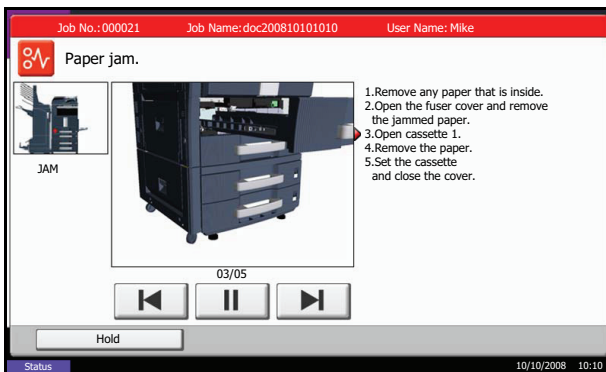 Job No.: 000021 Job Name: doc200810101010 User Name: Mike
Paper jam.
JAM
1.Remove any paper that is inside.
2.Open the fuser cover and remove
the jammed paper.
3.Open cassette 1.
4.Remove the paper.
5.Set the cassette
and close the cover.
03/05
Hold
Status 10/10/2008 10:10